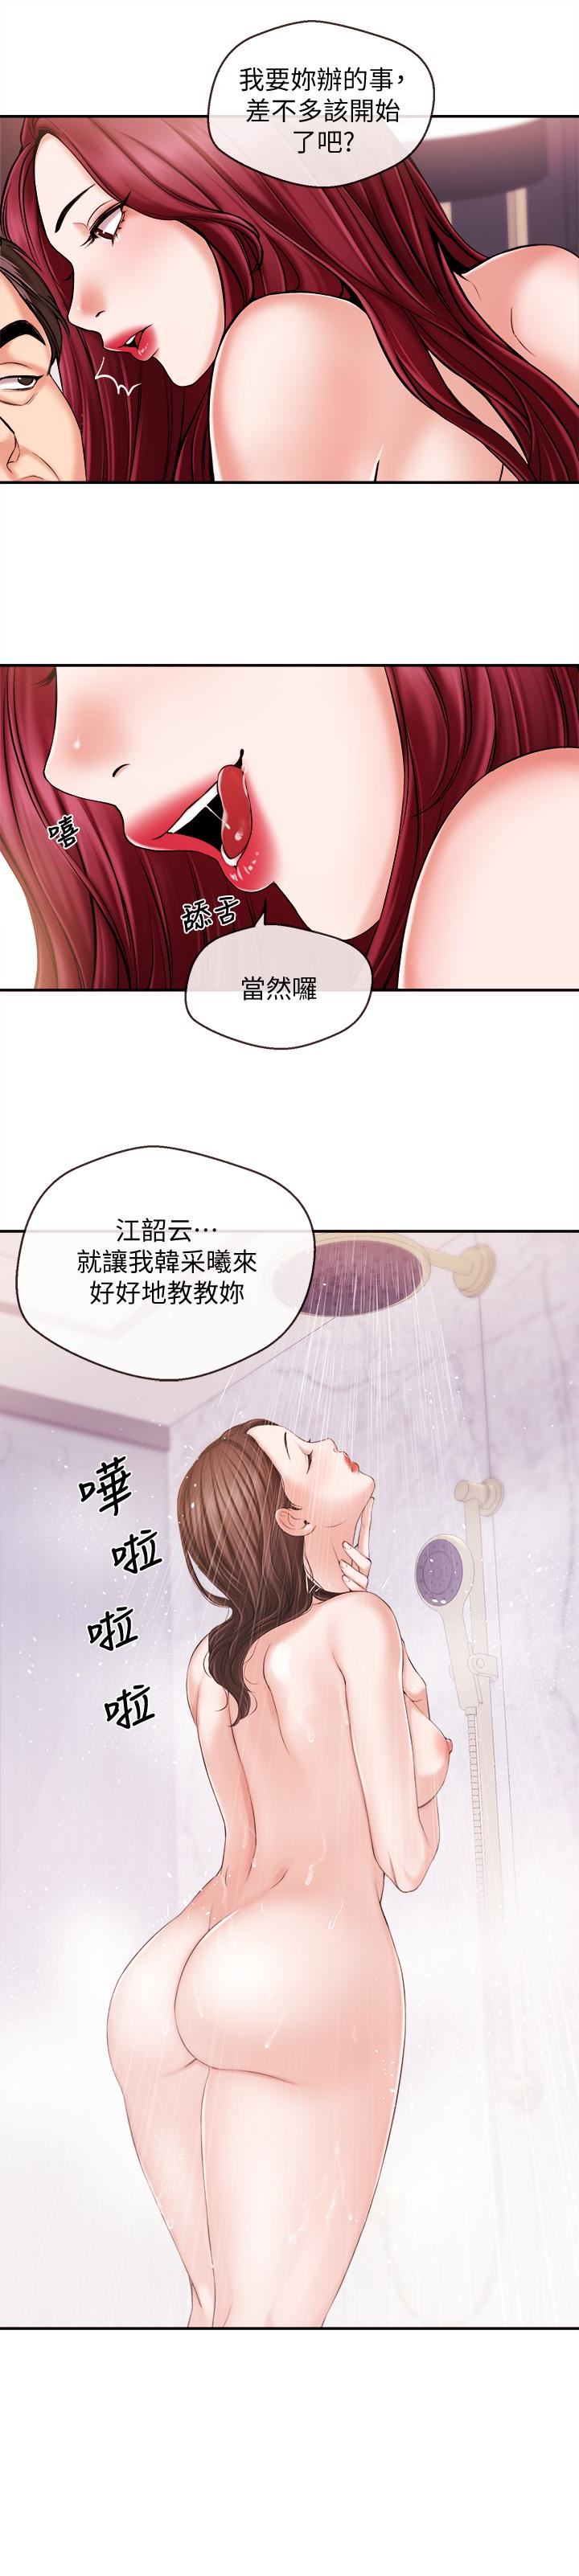 我要妳辦的事，
差不多該開始
了吧？
嘻
舔舌
當然囉
江韶云…
就讓我韓采曦來
好好地教教妳
嘩
啦
啦
啦